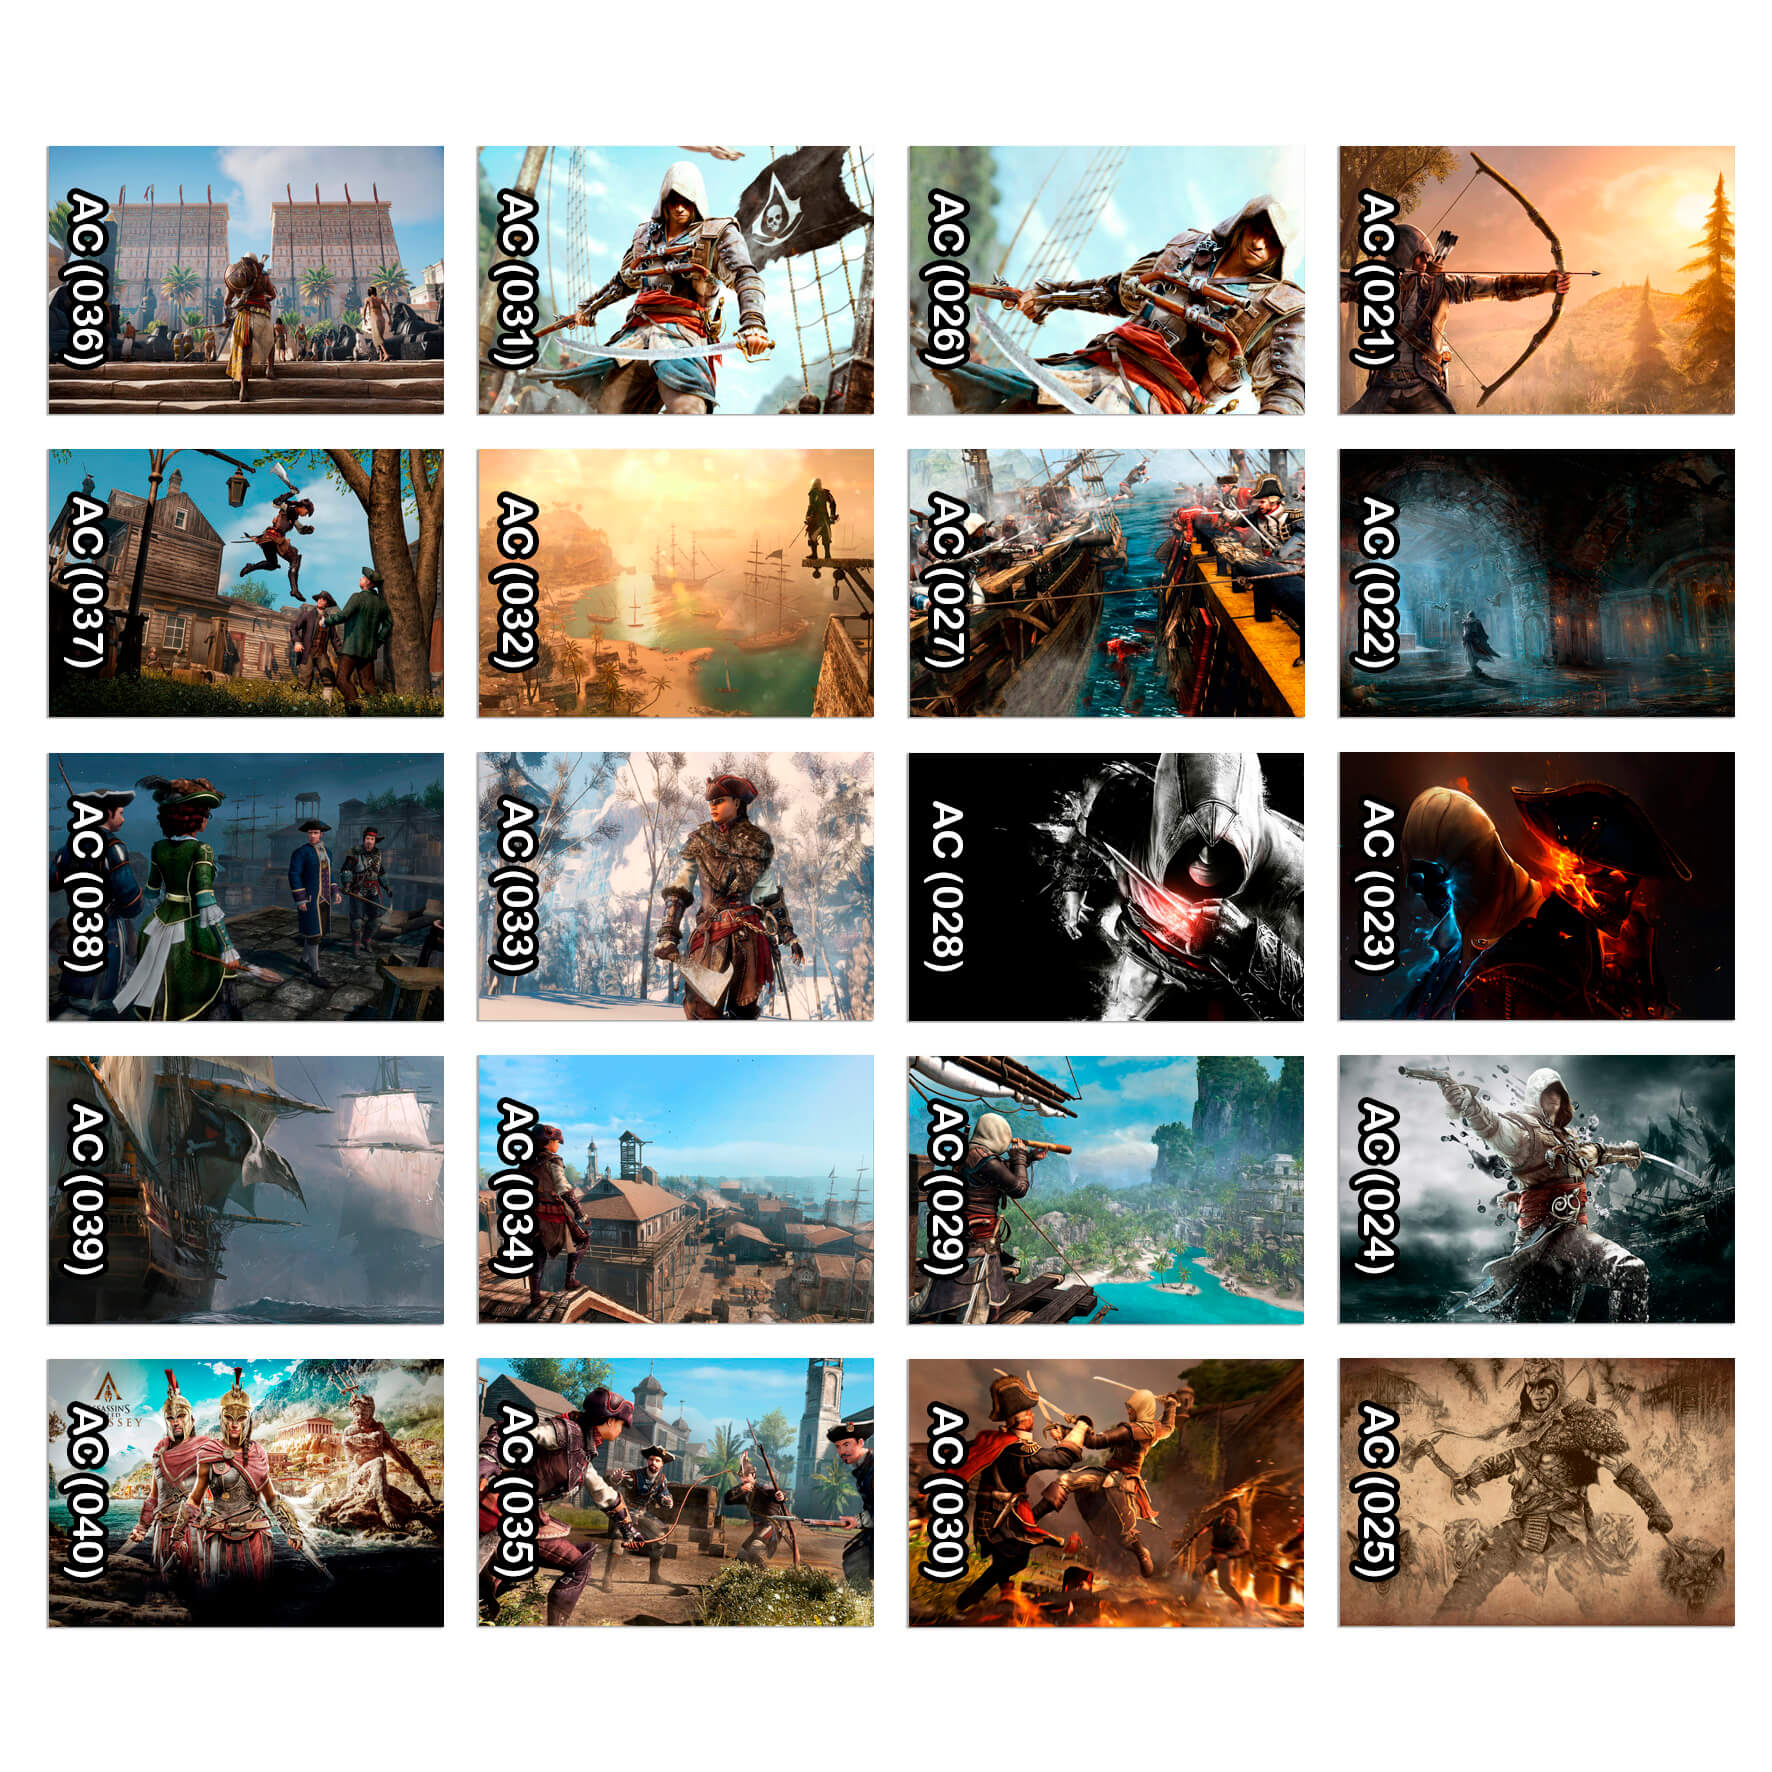 AC (036)
AC (031)
AC (026)
AC (021)
AC (037)
AC (032)
AC (027)
AC (022)
AC (038)
AC (033)
AC (028)
AC (023)
AC (039)
AC (034)
AC (029)
AC (024)
AC (040)
AC (035)
AC (030)
AC (025)